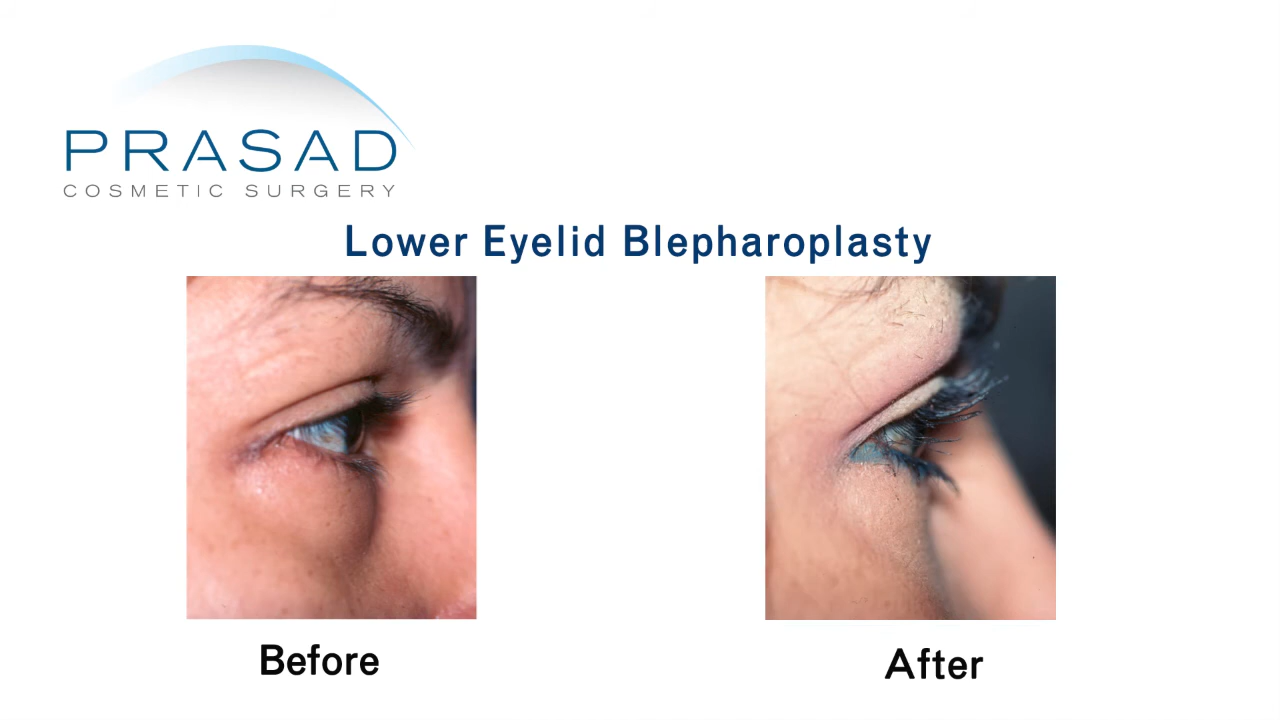 PRASAD
COSMETIC SURGERY
Lower Eyelid Blepharoplasty
Before
After